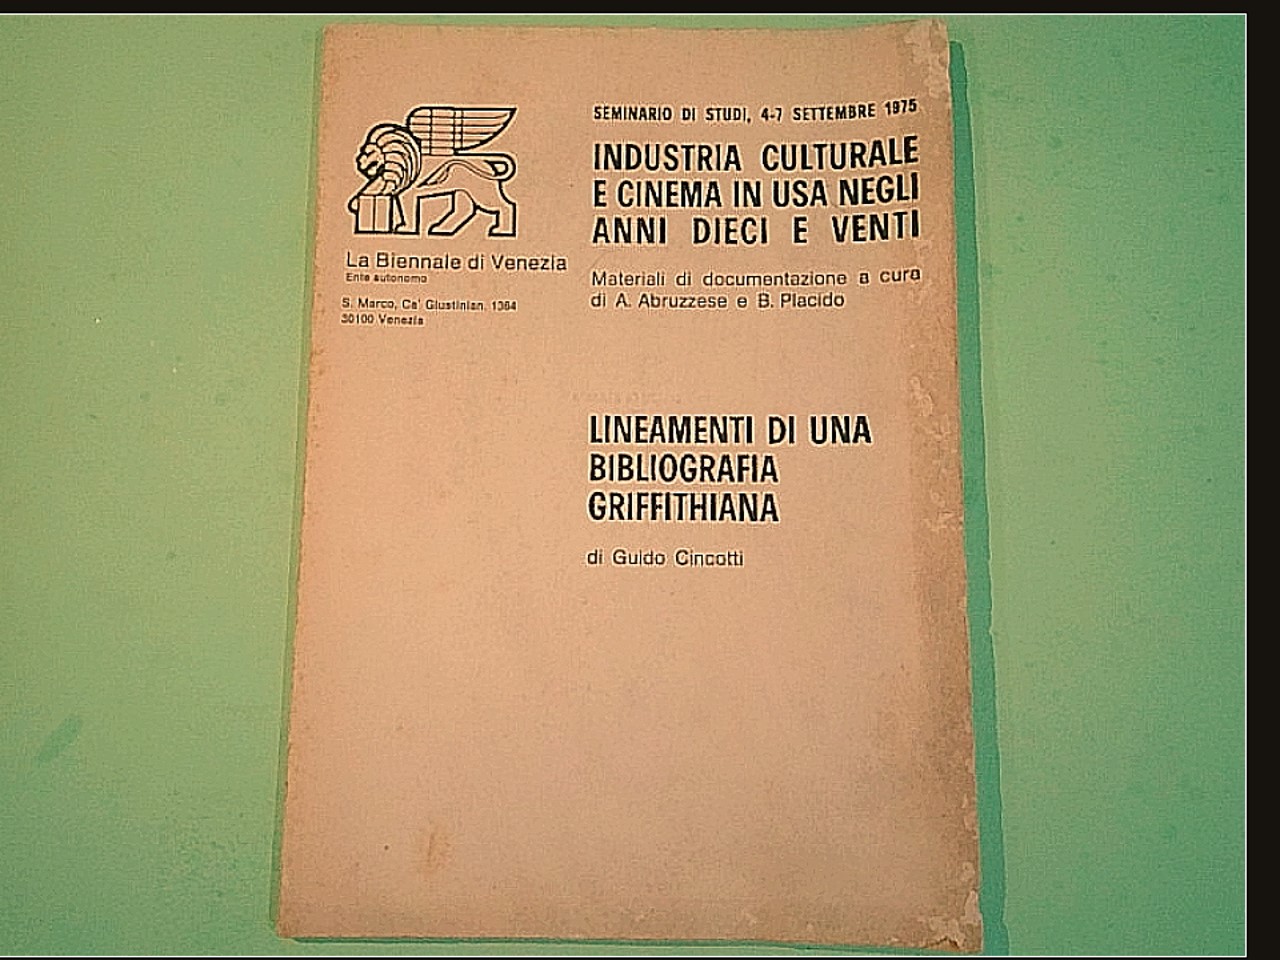 La Biennale di Venezia
Ente autonomo
S. Marco, Ca' Giustinian, 1364
30100 Venezia
SEMINARIO DI STUDI, 4-7 SETTEMBRE 1975
INDUSTRIA CULTURALE
E CINEMA IN USA NEGLI
ANNI DIECI E VENTI
Materiali di documentazione a cura
di A. Abruzzese e B. Placido
LINEAMENTI DI UNA
BIBLIOGRAFIA
GRIFFITHIANA
di Guido Cincotti